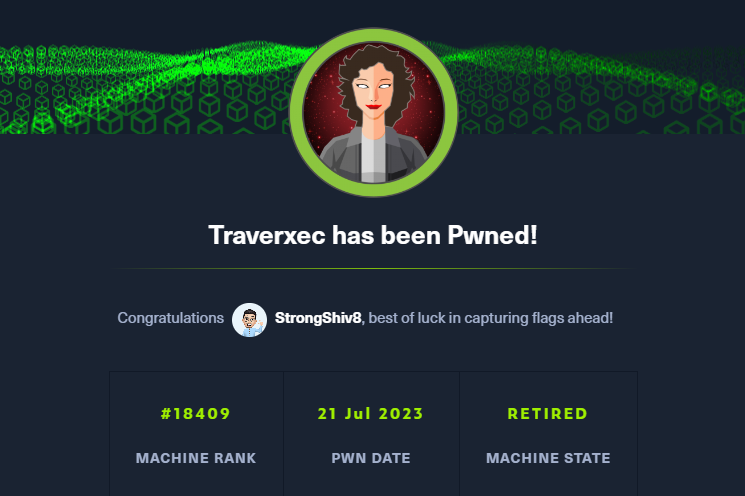 Traverxec has been Pwned!
Congratulations StrongShiv8, best of luck in capturing flags ahead!
#18409 21 Jul 2023 RETIRED
MACHINE RANK PWN DATE MACHINE STATE